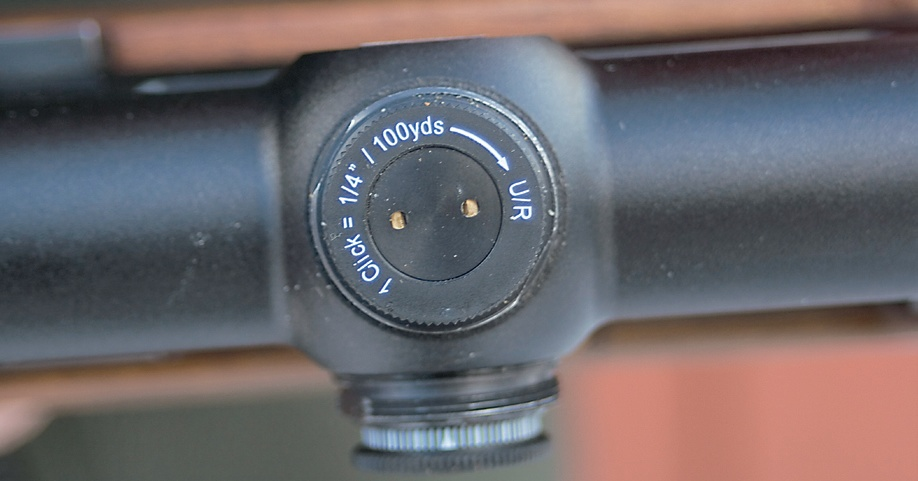 1 Click = 1/4" / 100yds
U/R